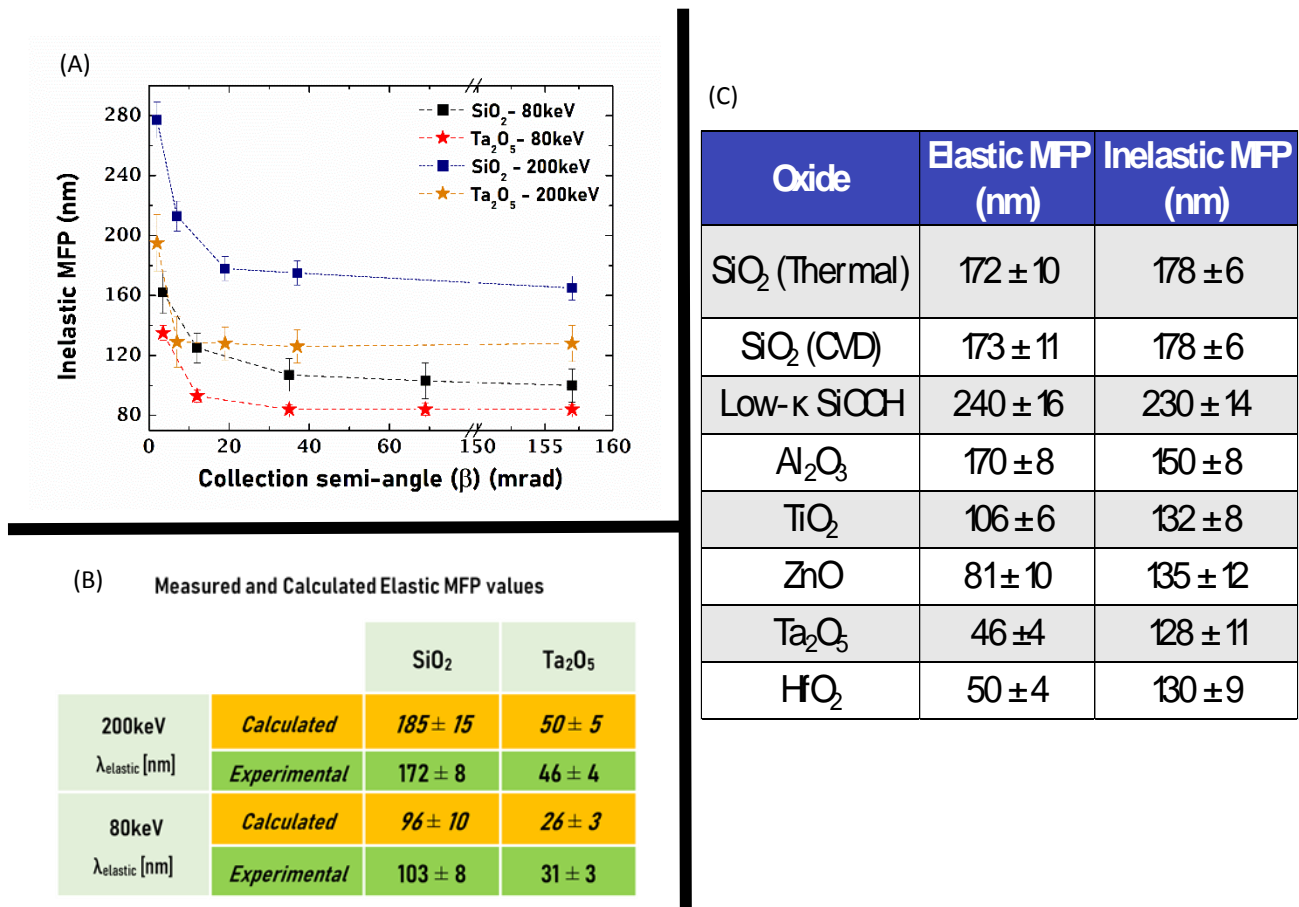 (A)
280
240
200
160
120
80
Inelastic MFP (nm)
SiO₂– 80keV
Ta₂O₅– 80keV
SiO₂ – 200keV
Ta₂O₅ – 200keV
0 20 40 60 150 155 160
Collection semi-angle (β) (mrad)
(B) Measured and Calculated Elastic MFP values
SiO₂ Ta₂O₅
200keV
λelastic [nm]
Calculated 185 ± 15 50 ± 5
Experimental 172 ± 8 46 ± 4
80keV
λelastic [nm]
Calculated 96 ± 10 26 ± 3
Experimental 103 ± 8 31 ± 3
(C)
Oxide Elastic MFP (nm) Inelastic MFP (nm)
SiO₂ (Thermal) 172 ± 10 178 ± 6
SiO₂ (CVD) 173 ± 11 178 ± 6
Low-κ SiOCH 240 ± 16 230 ± 14
Al₂O₃ 170 ± 8 150 ± 8
TiO₂ 106 ± 6 132 ± 8
ZnO 81 ± 10 135 ± 12
Ta₂O₅ 46 ±4 128 ± 11
HfO₂ 50 ± 4 130 ± 9